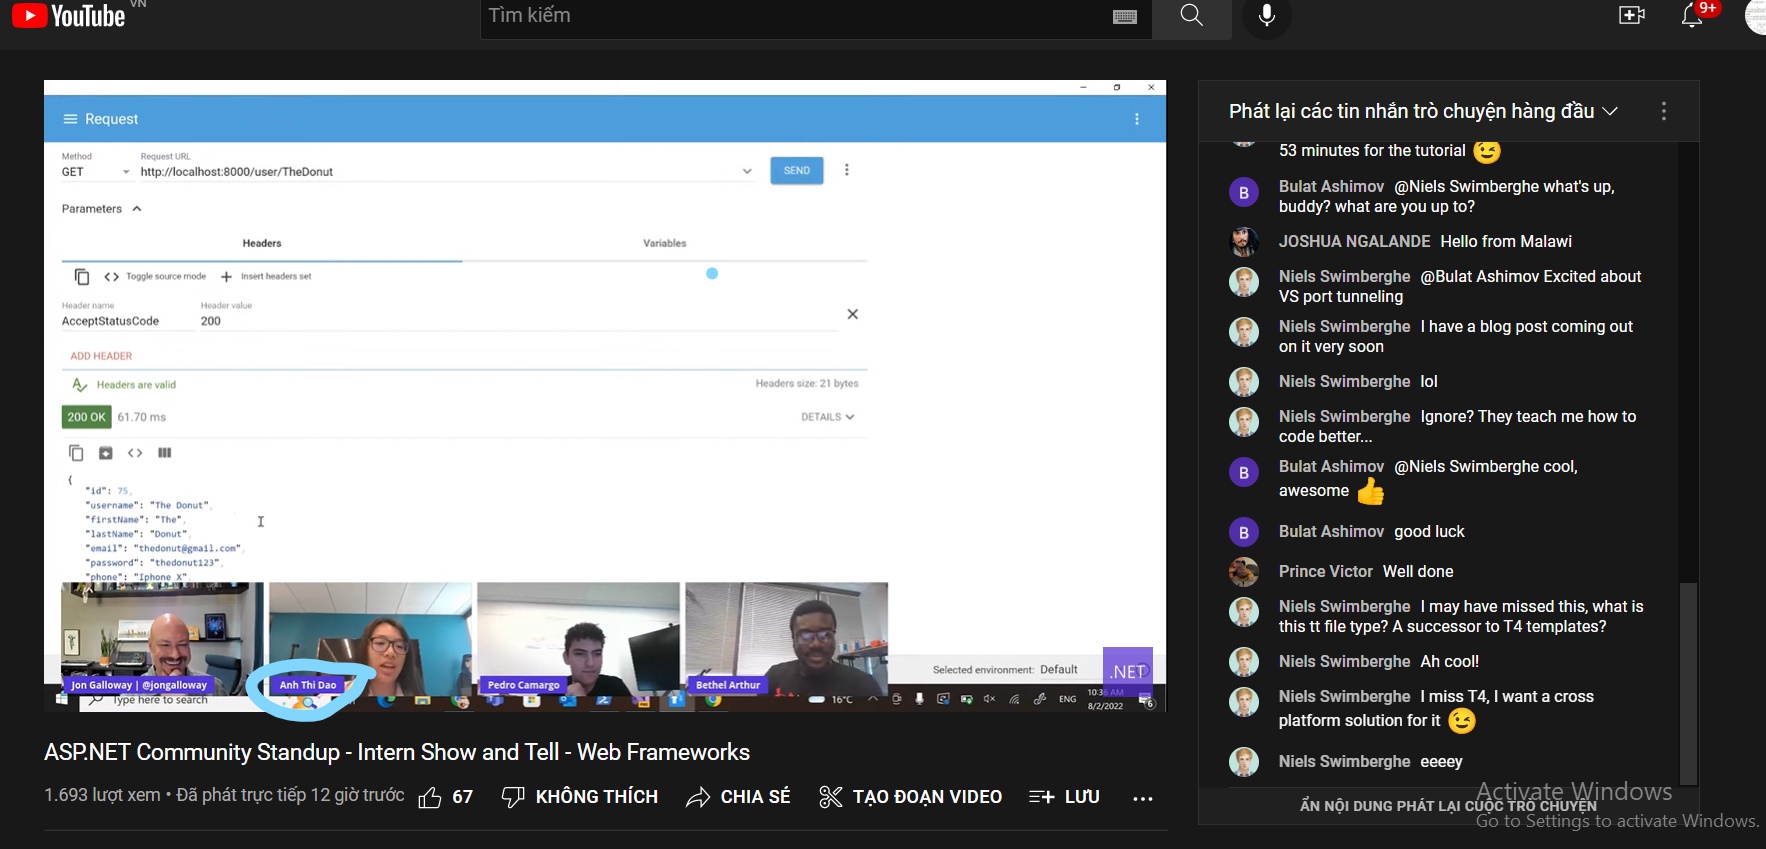 YouTube VN
Tìm kiếm
9+
Request
Method
GET
Request URL
http://localhost:8000/user/TheDonut
SEND
Parameters
Headers
Variables
Toggle source mode
Insert headers set
Header name
AcceptStatusCode
Header value
200
ADD HEADER
Headers are valid
Headers size: 21 bytes
200 OK
61.70 ms
DETAILS
{
"id": 75,
"username": "The Donut",
"firstName": "The",
"lastName": "Donut",
"email": "thedonut@gmail.com",
"password": "thedonut123",
"phone": "Iphone X",
Jon Galloway | @jongalloway
Anh Thi Dao
Pedro Camargo
Bethel Arthur
Selected environment: Default
.NET
Type here to search
16°C
ENG
10:36 AM
8/2/2022
6
ASP.NET Community Standup - Intern Show and Tell - Web Frameworks
1.693 lượt xem • Đã phát trực tiếp 12 giờ trước
67
KHÔNG THÍCH
CHIA SẺ
TẠO ĐOẠN VIDEO
LƯU
Phát lại các tin nhắn trò chuyện hàng đầu
53 minutes for the tutorial 😉
B
Bulat Ashimov @Niels Swimberghe what's up,
buddy? what are you up to?
JOSHUA NGALANDE Hello from Malawi
Niels Swimberghe @Bulat Ashimov Excited about
VS port tunneling
Niels Swimberghe I have a blog post coming out
on it very soon
Niels Swimberghe lol
Niels Swimberghe Ignore? They teach me how to
code better...
B
Bulat Ashimov @Niels Swimberghe cool,
awesome 👍
B
Bulat Ashimov good luck
Prince Victor Well done
Niels Swimberghe I may have missed this, what is
this tt file type? A successor to T4 templates?
Niels Swimberghe Ah cool!
Niels Swimberghe I miss T4, I want a cross
platform solution for it 😉
Niels Swimberghe eeeey
ẨN NỘI DUNG PHÁT LẠI CUỘC TRÒ CHUYỆN
Activate Windows
Go to Settings to activate Windows.